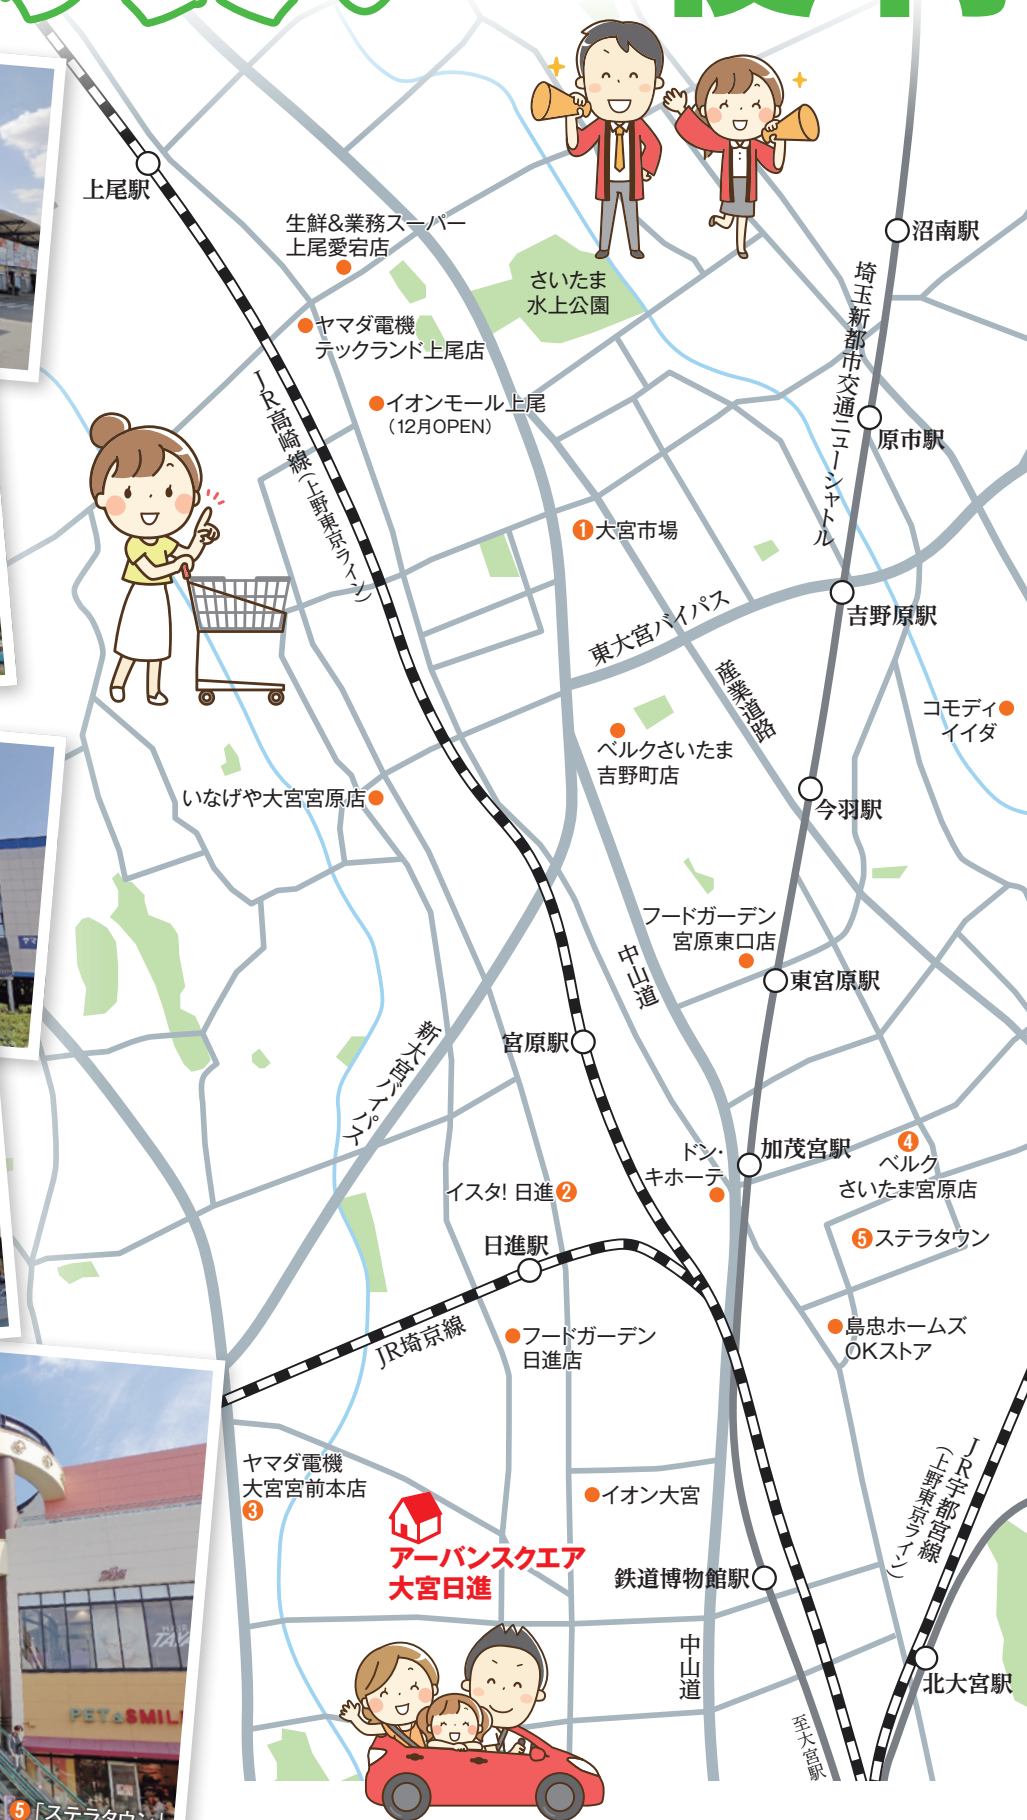 上尾駅
生鮮&業務スーパー
上尾愛宕店
さいたま
水上公園
沼南駅
ヤマダ電機
テックランド上尾店
埼玉新都市交通ニューシャトル
イオンモール上尾
（12月OPEN）
JR高崎線（上野東京ライン）
原市駅
❶大宮市場
吉野原駅
東大宮バイパス
産業道路
コモディ
イイダ
ベルクさいたま
吉野町店
いなげや大宮宮原店
今羽駅
フードガーデン
宮原東口店
中山道
東宮原駅
新大宮バイパス
宮原駅
ドン・
キホーテ
加茂宮駅
❹
ベルク
さいたま宮原店
イスタ! 日進❷
❺ステラタウン
日進駅
JR埼京線
フードガーデン
日進店
島忠ホームズ
OKストア
ヤマダ電機
大宮宮前本店
❸
イオン大宮
JR宇都宮線
（上野東京ライン）
アーバンスクエア
大宮日進
鉄道博物館駅
中山道
北大宮駅
至大宮駅
PET&SMIL
❺「ステラタウン」